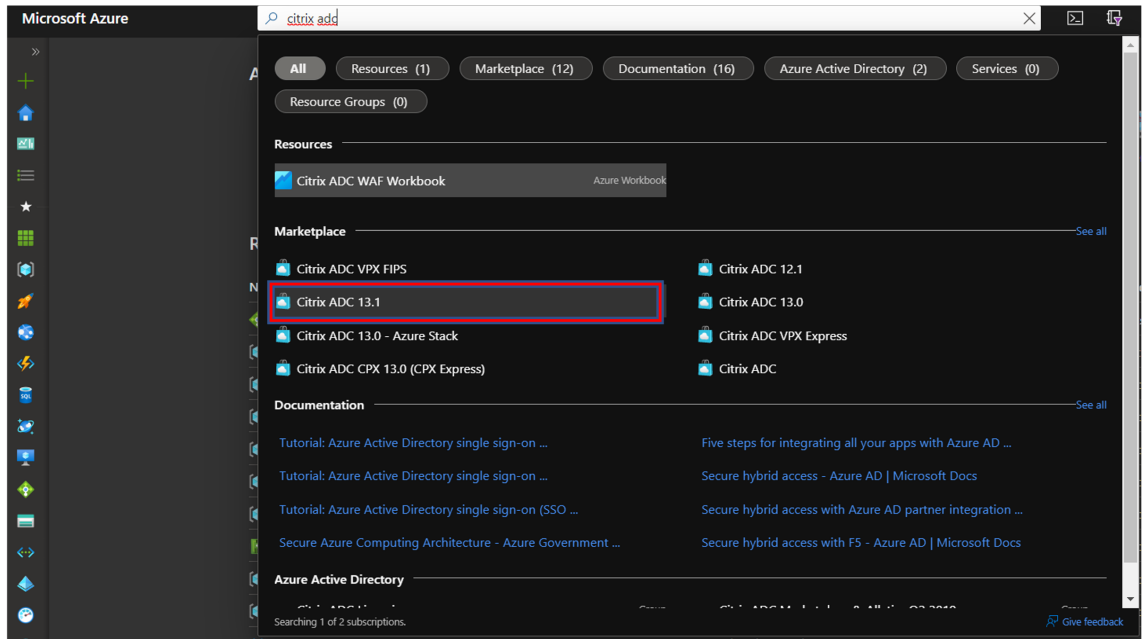 Microsoft Azure
citrix add
All Resources (1) Marketplace (12) Documentation (16) Azure Active Directory (2) Services (0)
Resource Groups (0)
Resources
Citrix ADC WAF Workbook Azure Workbook
Marketplace See all
Citrix ADC VPX FIPS Citrix ADC 12.1
Citrix ADC 13.1 Citrix ADC 13.0
Citrix ADC 13.0 - Azure Stack Citrix ADC VPX Express
Citrix ADC CPX 13.0 (CPX Express) Citrix ADC
Documentation See all
Tutorial: Azure Active Directory single sign-on ... Five steps for integrating all your apps with Azure AD ...
Tutorial: Azure Active Directory single sign-on ... Secure hybrid access - Azure AD | Microsoft Docs
Tutorial: Azure Active Directory single sign-on (SSO ... Secure hybrid access with Azure AD partner integration ...
Secure Azure Computing Architecture - Azure Government ... Secure hybrid access with F5 - Azure AD | Microsoft Docs
Azure Active Directory
Searching 1 of 2 subscriptions. Give feedback